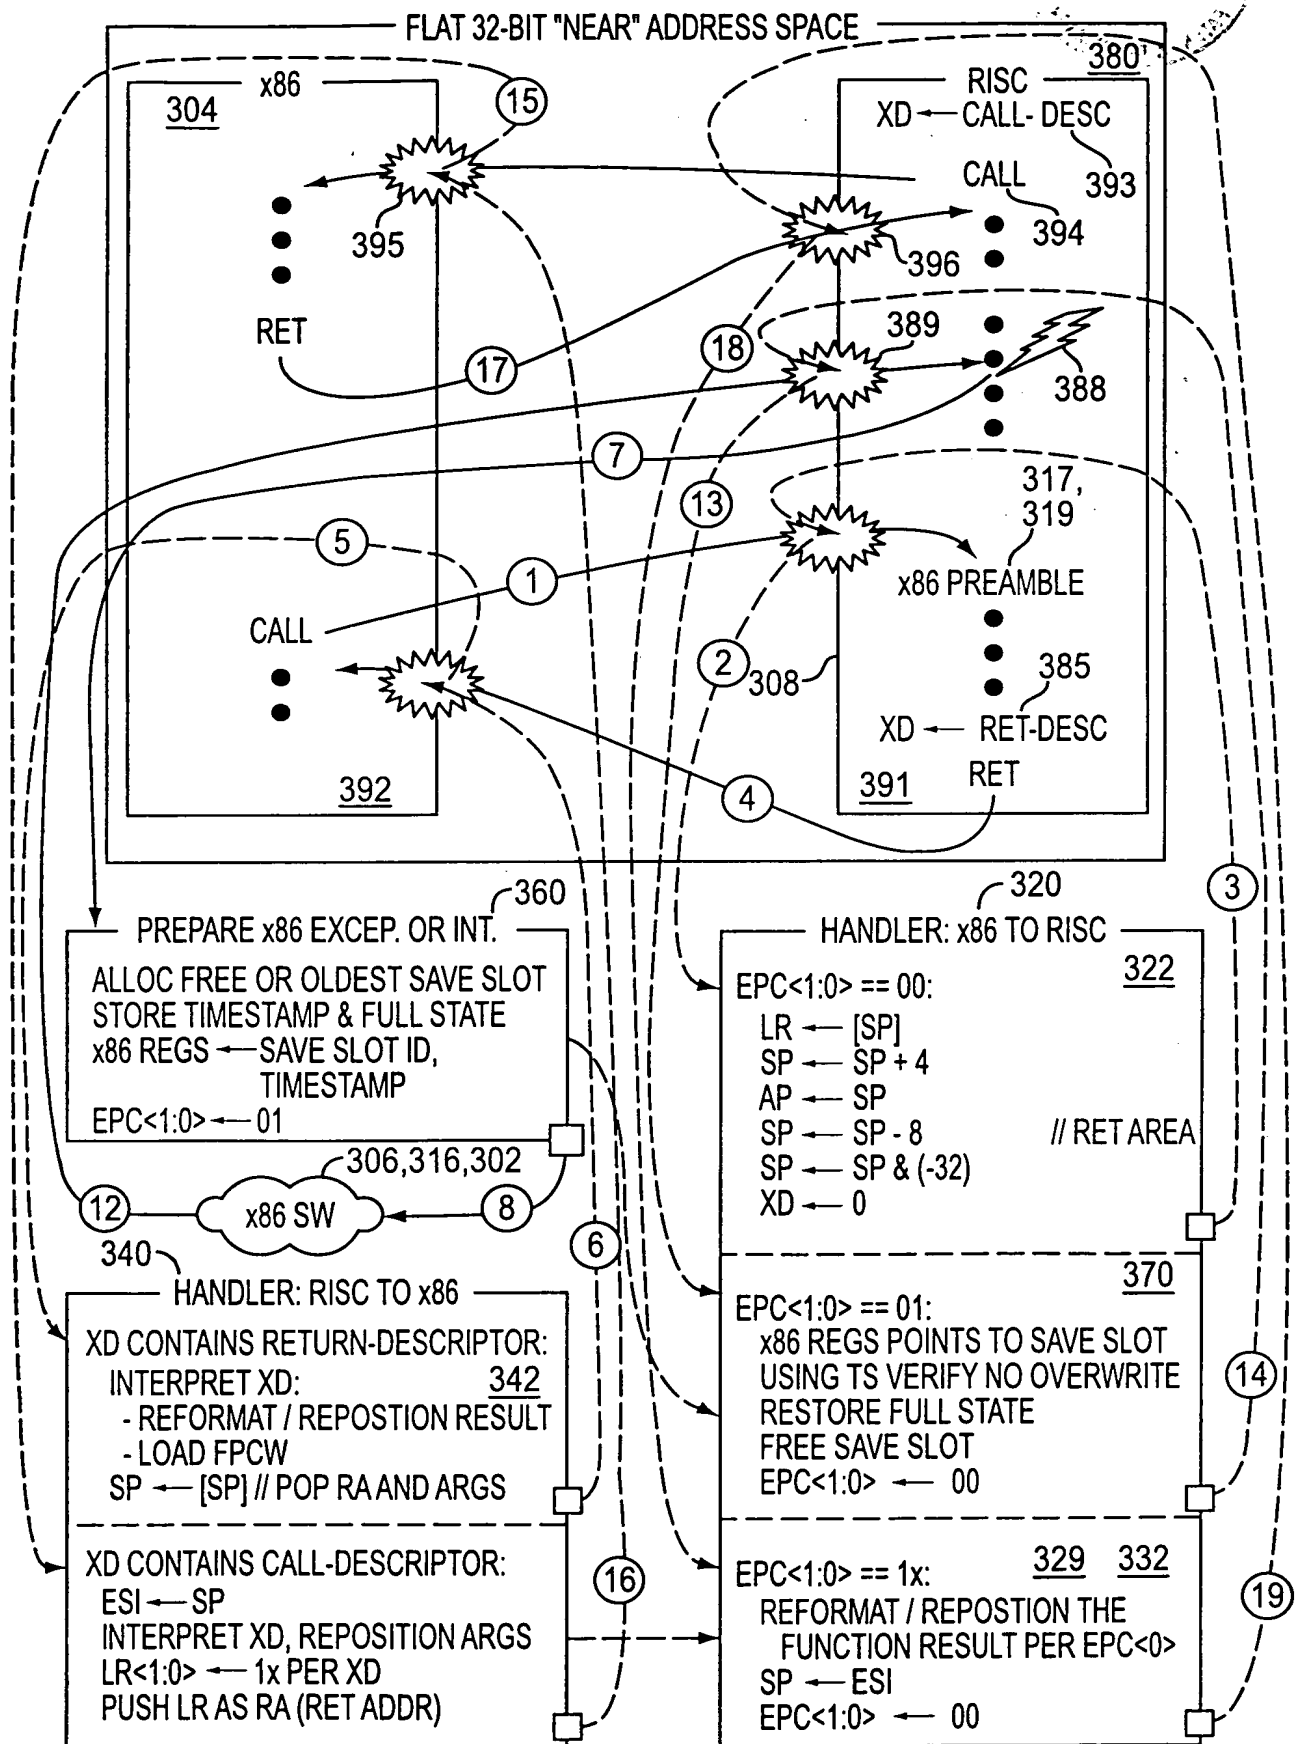 FLAT 32-BIT "NEAR" ADDRESS SPACE
380
x86
304
15
395
RET
17
5
1
CALL
392
RISC
XD ← CALL- DESC
393
CALL
394
396
18
389
388
7
13
317,
319
x86 PREAMBLE
2
308
385
XD ← RET-DESC
RET
391
4
3
360
PREPARE x86 EXCEP. OR INT.
ALLOC FREE OR OLDEST SAVE SLOT
STORE TIMESTAMP & FULL STATE
x86 REGS ← SAVE SLOT ID,
TIMESTAMP
EPC<1:0> ← 01
306,316,302
12
x86 SW
8
6
340
HANDLER: RISC TO x86
XD CONTAINS RETURN-DESCRIPTOR:
INTERPRET XD:
342
- REFORMAT / REPOSTION RESULT
- LOAD FPCW
SP ← [SP] // POP RA AND ARGS
XD CONTAINS CALL-DESCRIPTOR:
ESI ← SP
INTERPRET XD, REPOSITION ARGS
LR<1:0> ← 1x PER XD
PUSH LR AS RA (RET ADDR)
16
320
HANDLER: x86 TO RISC
322
EPC<1:0> == 00:
LR ← [SP]
SP ← SP + 4
AP ← SP
SP ← SP - 8 // RET AREA
SP ← SP & (-32)
XD ← 0
370
EPC<1:0> == 01:
x86 REGS POINTS TO SAVE SLOT
USING TS VERIFY NO OVERWRITE
RESTORE FULL STATE
FREE SAVE SLOT
EPC<1:0> ← 00
14
EPC<1:0> == 1x:
329 332
REFORMAT / REPOSTION THE
FUNCTION RESULT PER EPC<0>
SP ← ESI
EPC<1:0> ← 00
19